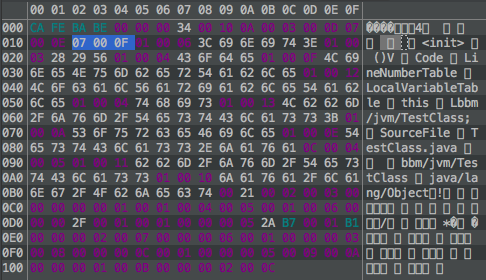 00 01 02 03 04 05 06 07 08 09 0A 0B 0C 0D 0E 0F
000 CA FE BA BE 00 00 00 34 00 10 0A 00 03 00 0D 07 4
010 00 0E 07 00 0F 01 00 06 3C 69 6E 69 74 3E 01 00 <init>
020 03 28 29 56 01 00 04 43 6F 64 65 01 00 0F 4C 69 ()V Code Li
030 6E 65 4E 75 6D 62 65 72 54 61 62 6C 65 01 00 12 neNumberTable
040 4C 6F 63 61 6C 56 61 72 69 61 62 6C 65 54 61 62 LocalVariableTab
050 6C 65 01 00 04 74 68 69 73 01 00 13 4C 62 62 6D le this Lbbm
060 2F 6A 76 6D 2F 54 65 73 74 43 6C 61 73 73 3B 01 /jvm/TestClass;
070 00 0A 53 6F 75 72 63 65 46 69 6C 65 01 00 0E 54 SourceFile T
080 65 73 74 43 6C 61 73 73 2E 6A 61 76 61 0C 00 04 estClass.java
090 00 05 01 00 11 62 62 6D 2F 6A 76 6D 2F 54 65 73 bbm/jvm/Tes
0A0 74 43 6C 61 73 73 01 00 10 6A 61 76 61 2F 6C 61 tClass java/la
0B0 6E 67 2F 4F 62 6A 65 63 74 00 21 00 02 00 03 00 ng/Object !
0C0 00 00 00 00 01 00 01 00 04 00 05 00 01 00 06 00
0D0 00 00 2F 00 01 00 01 00 00 00 05 2A B7 00 01 B1 / *
0E0 00 00 00 02 00 07 00 00 00 06 00 01 00 00 00 03
0F0 00 08 00 00 00 0C 00 01 00 00 00 05 00 09 00 0A
100 00 00 00 01 00 0B 00 00 00 02 00 0C